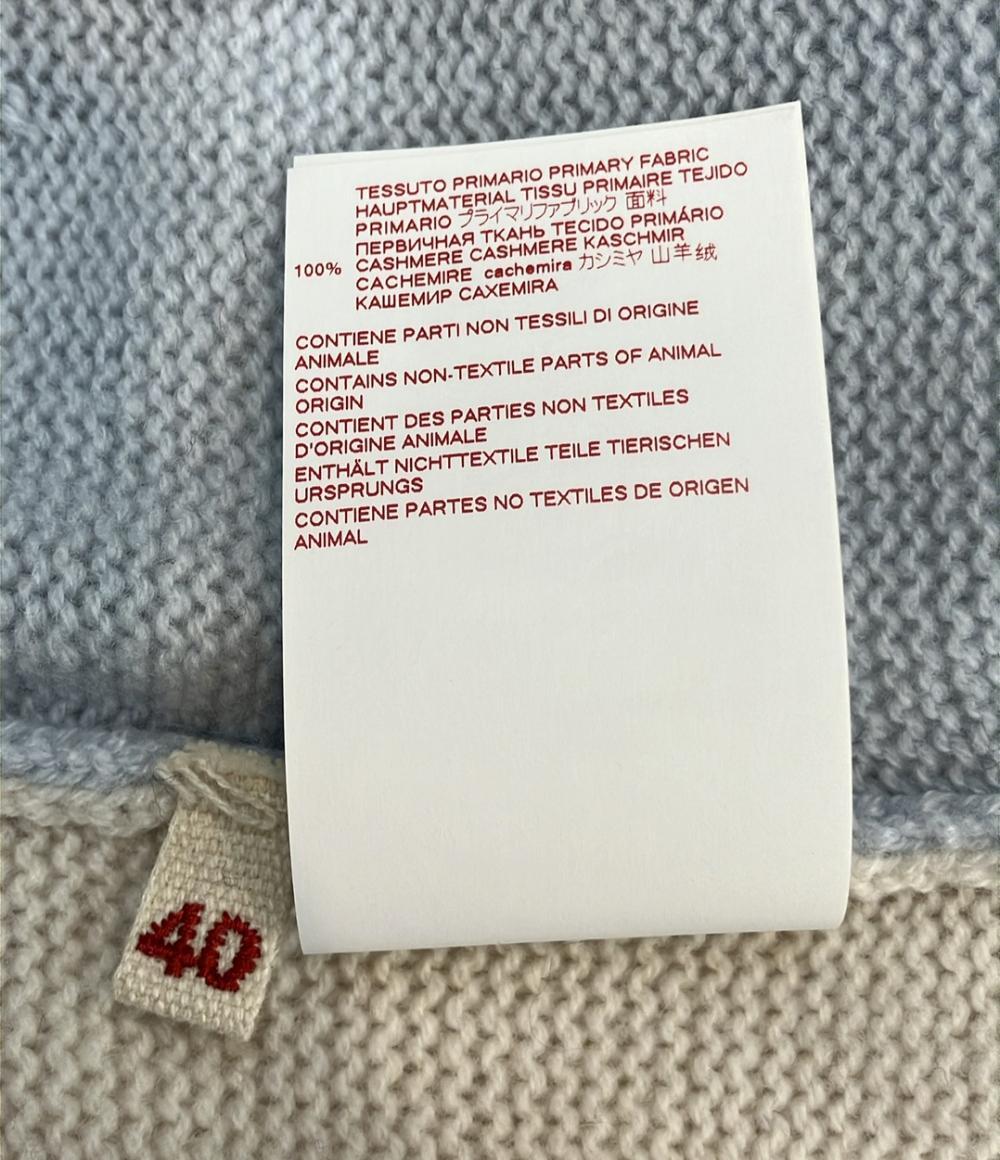 TESSUTO PRIMARIO PRIMARY FABRIC
HAUPTMATERIAL TISSU PRIMAIRE TEJIDO
PRIMARIO プライマリファブリック 面料
ПЕРВИЧНАЯ ТКАНЬ TECIDO PRIMÁRIO
100% CASHMERE CASHMERE KASCHMIR
CACHEMIRE cachemira カシミヤ 山羊绒
КАШЕМИР CAXEMIRA
CONTIENE PARTI NON TESSILI DI ORIGINE
ANIMALE
CONTAINS NON-TEXTILE PARTS OF ANIMAL
ORIGIN
CONTIENT DES PARTIES NON TEXTILES
D'ORIGINE ANIMALE
ENTHÄLT NICHTTEXTILE TEILE TIERISCHEN
URSPRUNGS
CONTIENE PARTES NO TEXTILES DE ORIGEN
ANIMAL
40